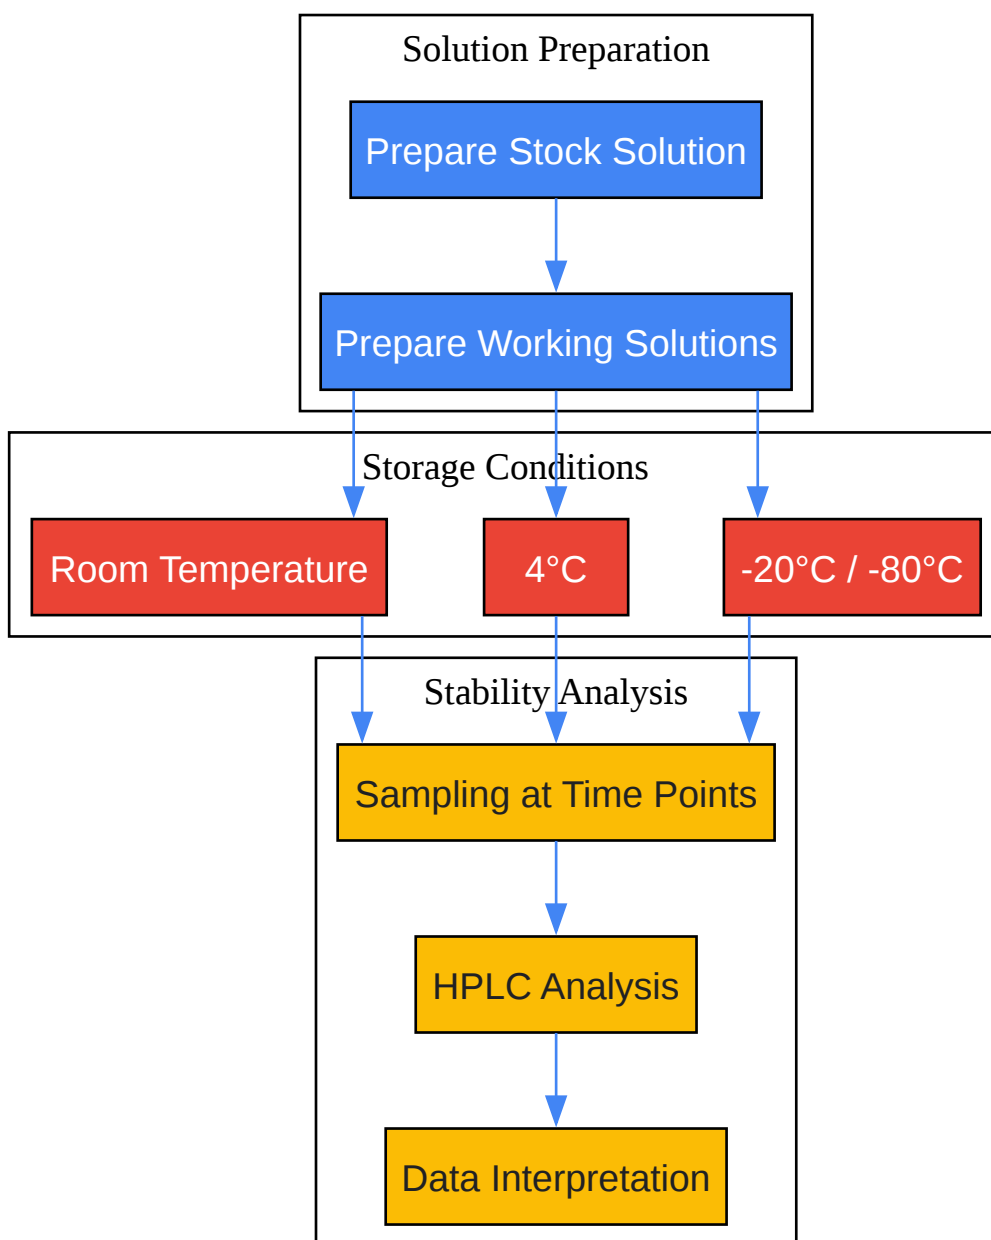 Solution Preparation
Prepare Stock Solution
Prepare Working Solutions
Storage Conditions
Room Temperature
4°C
-20°C / -80°C
Stability Analysis
Sampling at Time Points
HPLC Analysis
Data Interpretation